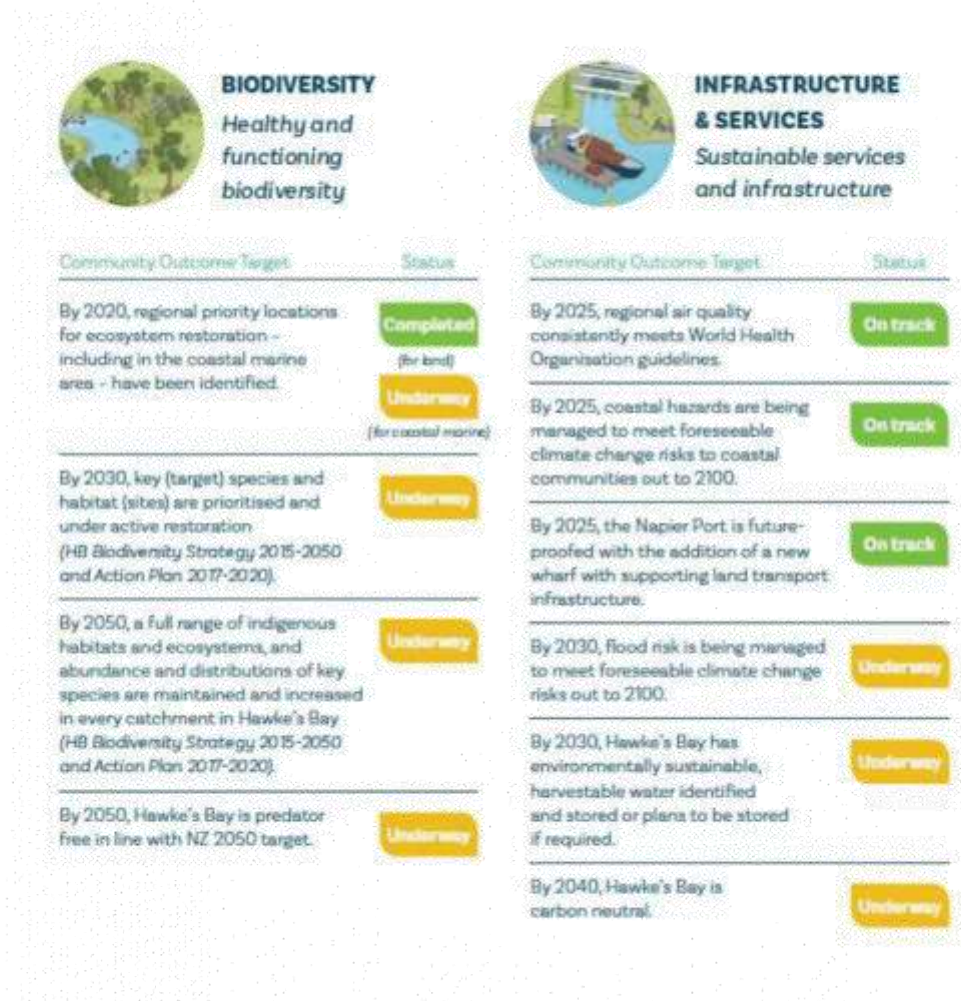 BIODIVERSITY
Healthy and
functioning
biodiversity
Community Outcome Target
Status
By 2020, regional priority locations
for ecosystem restoration –
including in the coastal marine
area – have been identified.
Completed
(for land)
Underway
(for coastal marine)
By 2030, key (target) species and
habitat (sites) are prioritised and
under active restoration
(HB Biodiversity Strategy 2015-2050
and Action Plan 2017-2020).
Underway
By 2050, a full range of indigenous
habitats and ecosystems, and
abundance and distributions of key
species are maintained and increased
in every catchment in Hawke's Bay
(HB Biodiversity Strategy 2015-2050
and Action Plan 2017-2020).
Underway
By 2050, Hawke's Bay is predator
free in line with NZ 2050 target.
Underway
INFRASTRUCTURE
& SERVICES
Sustainable services
and infrastructure
Community Outcome Target
Status
By 2025, regional air quality
consistently meets World Health
Organisation guidelines.
On track
By 2025, coastal hazards are being
managed to meet foreseeable
climate change risks to coastal
communities out to 2100.
On track
By 2025, the Napier Port is future-
proofed with the addition of a new
wharf with supporting land transport
infrastructure.
On track
By 2030, flood risk is being managed
to meet foreseeable climate change
risks out to 2100.
Underway
By 2030, Hawke's Bay has
environmentally sustainable,
harvestable water identified
and stored or plans to be stored
if required.
Underway
By 2040, Hawke's Bay is
carbon neutral.
Underway